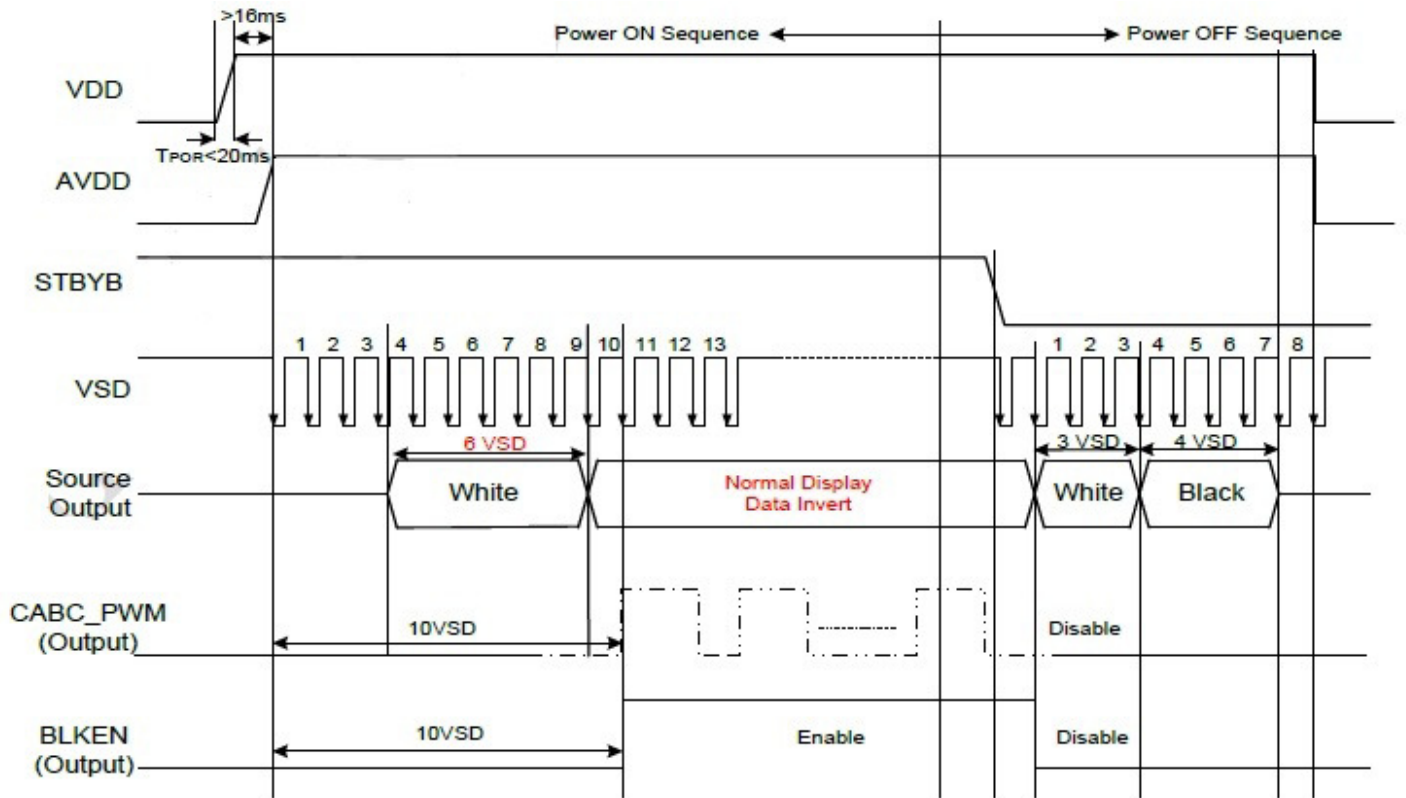 >16ms
Power ON Sequence
Power OFF Sequence
VDD
TPOR<20ms
AVDD
STBYB
1 2 3 4 5 6 7 8 9 10 11 12 13
1 2 3 4 5 6 7 8
VSD
6 VSD
3 VSD
4 VSD
Source
Output
White
Normal Display
Data Invert
White
Black
CABC_PWM
(Output)
10VSD
Disable
BLKEN
(Output)
10VSD
Enable
Disable